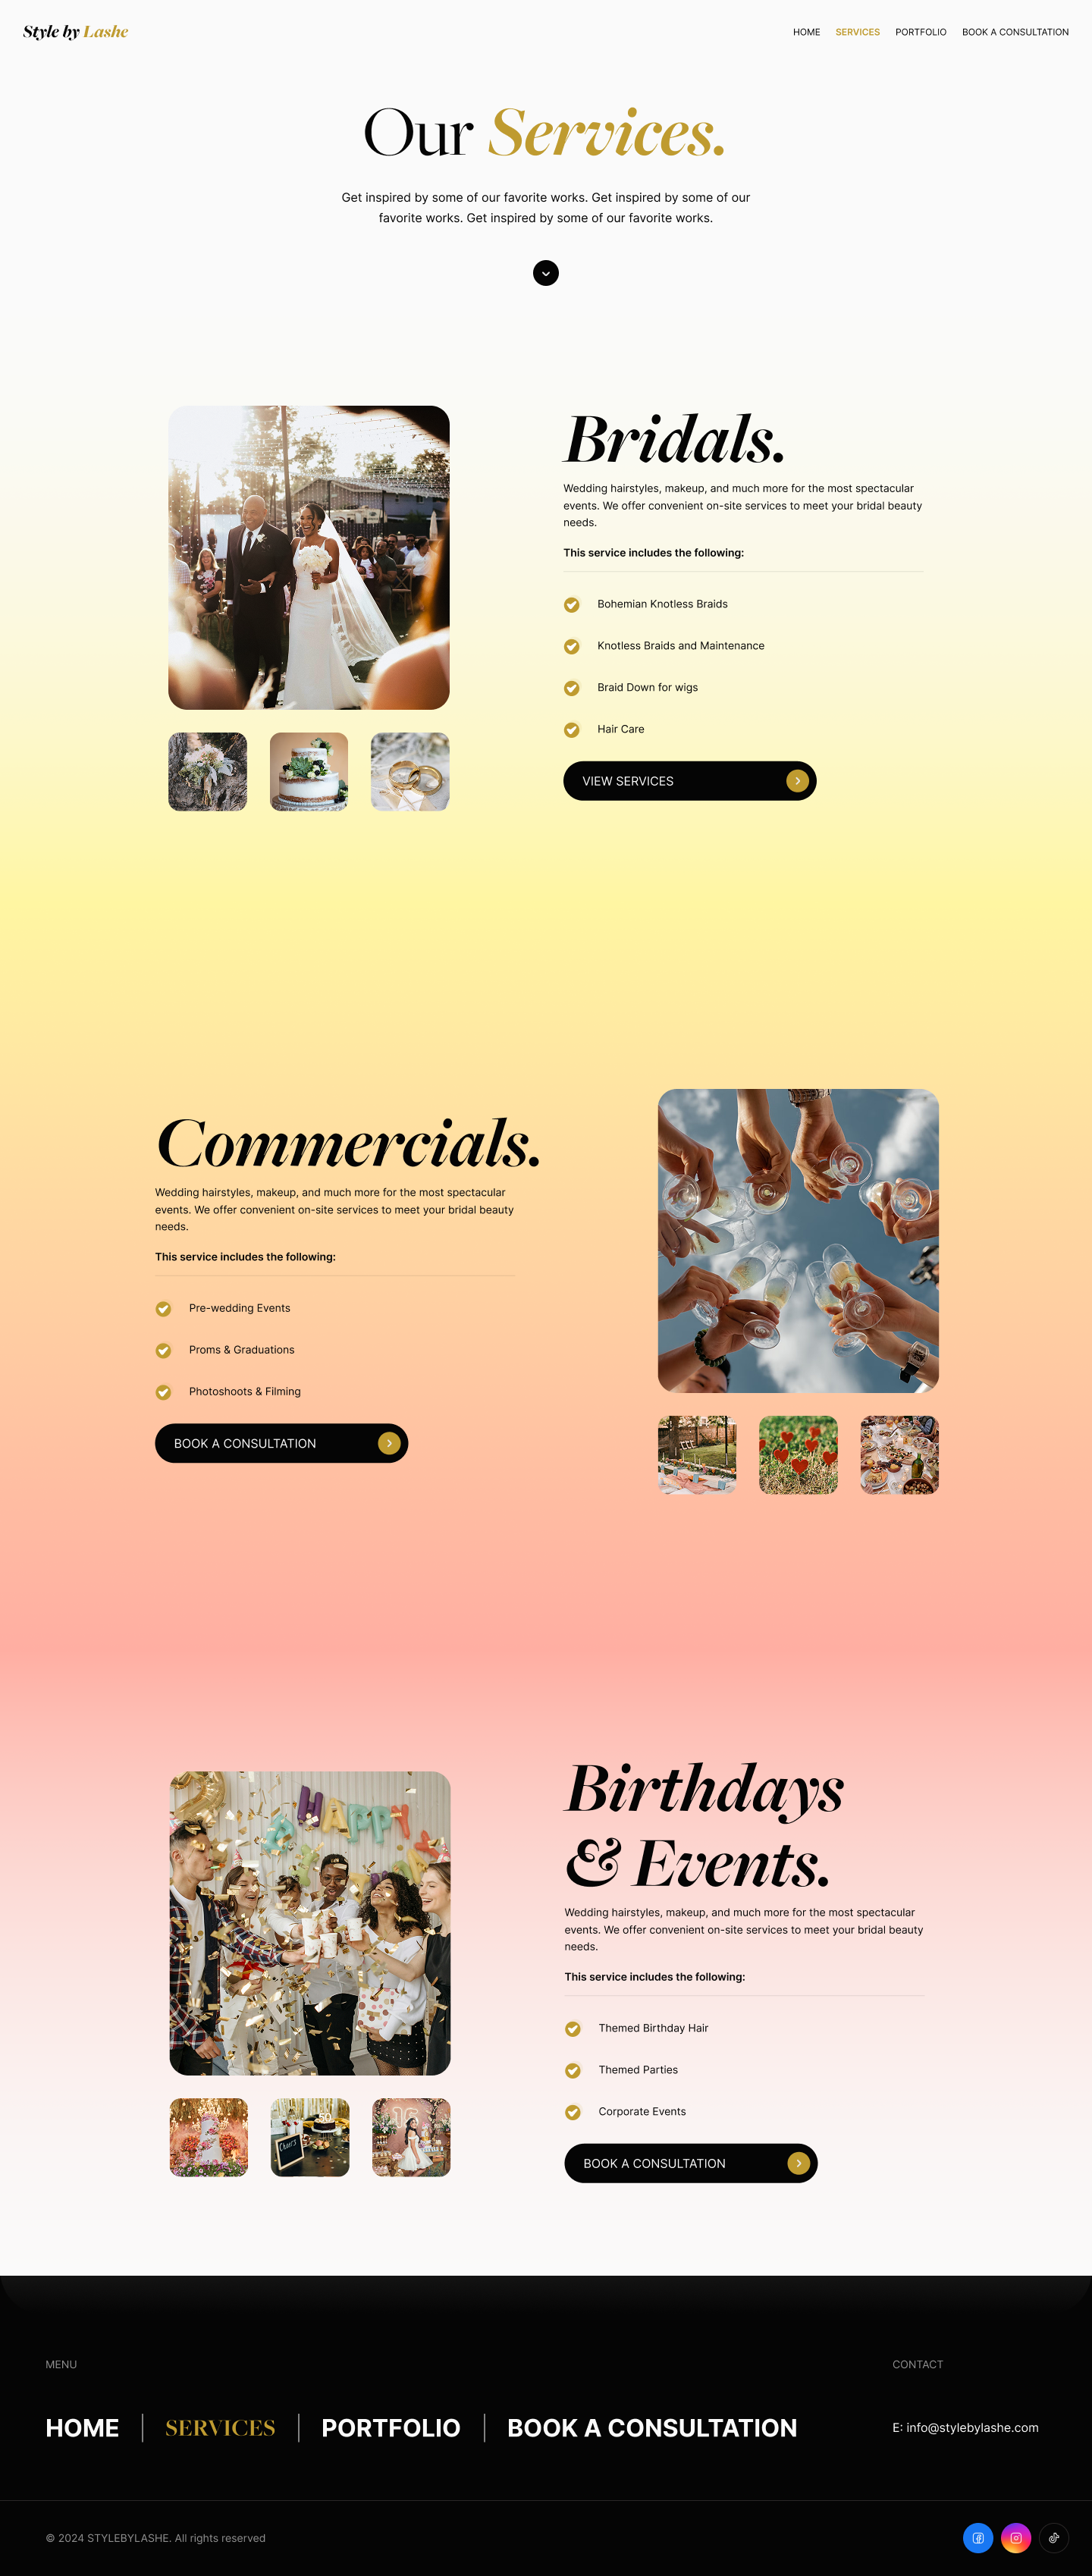 Style by Lashe
HOME SERVICES PORTFOLIO BOOK A CONSULTATION
Our Services.
Get inspired by some of our favorite works. Get inspired by some of our
favorite works. Get inspired by some of our favorite works.
Bridals.
Wedding hairstyles, makeup, and much more for the most spectacular
events. We offer convenient on-site services to meet your bridal beauty
needs.
This service includes the following:
Bohemian Knotless Braids
Knotless Braids and Maintenance
Braid Down for wigs
Hair Care
VIEW SERVICES
Commercials.
Wedding hairstyles, makeup, and much more for the most spectacular
events. We offer convenient on-site services to meet your bridal beauty
needs.
This service includes the following:
Pre-wedding Events
Proms & Graduations
Photoshoots & Filming
BOOK A CONSULTATION
HAPPY
Birthdays
& Events.
Wedding hairstyles, makeup, and much more for the most spectacular
events. We offer convenient on-site services to meet your bridal beauty
needs.
This service includes the following:
Themed Birthday Hair
Themed Parties
Corporate Events
Cheers
50
16
BOOK A CONSULTATION
MENU
CONTACT
HOME SERVICES PORTFOLIO BOOK A CONSULTATION
E: info@stylebylashe.com
© 2024 STYLEBYLASHE. All rights reserved